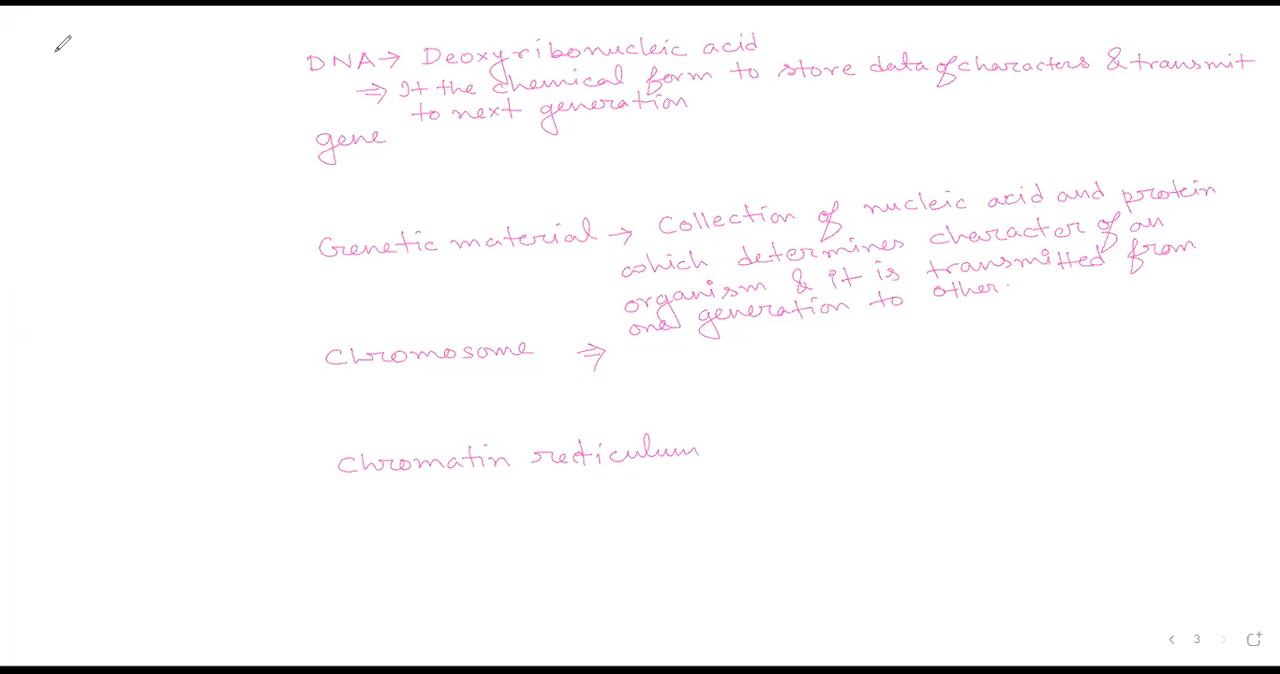 DNA → Deoxyribonucleic acid
⇒ It the chemical form to store data of characters & transmit
to next generation
gene
Genetic material → Collection of nucleic acid and protein
which determines character of an
organism & it is transmitted from
one generation to other.
Chromosome ⇒
Chromatin recticulum
< 3 >